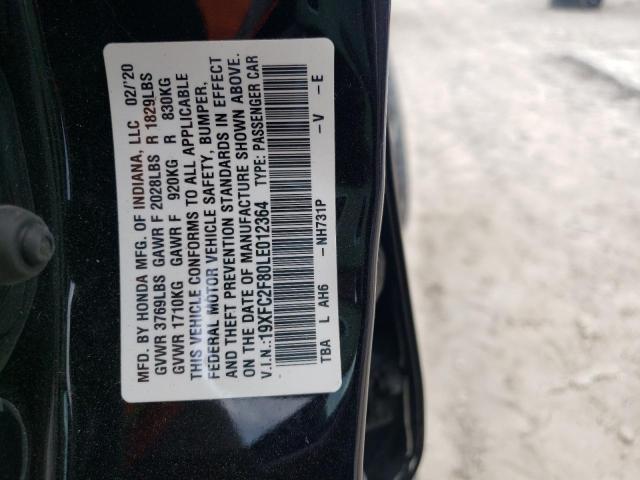 MFD. BY HONDA MFG. OF INDIANA, LLC 02/'20
GVWR 3769LBS GAWR F 2028LBS R 1829LBS
GVWR 1710KG GAWR F 920KG R 830KG
THIS VEHICLE CONFORMS TO ALL APPLICABLE
FEDERAL MOTOR VEHICLE SAFETY, BUMPER,
AND THEFT PREVENTION STANDARDS IN EFFECT
ON THE DATE OF MANUFACTURE SHOWN ABOVE.
V.I.N.:19XFC2F80LE012364 TYPE: PASSENGER CAR
TBA L AH6 -NH731P -V -E